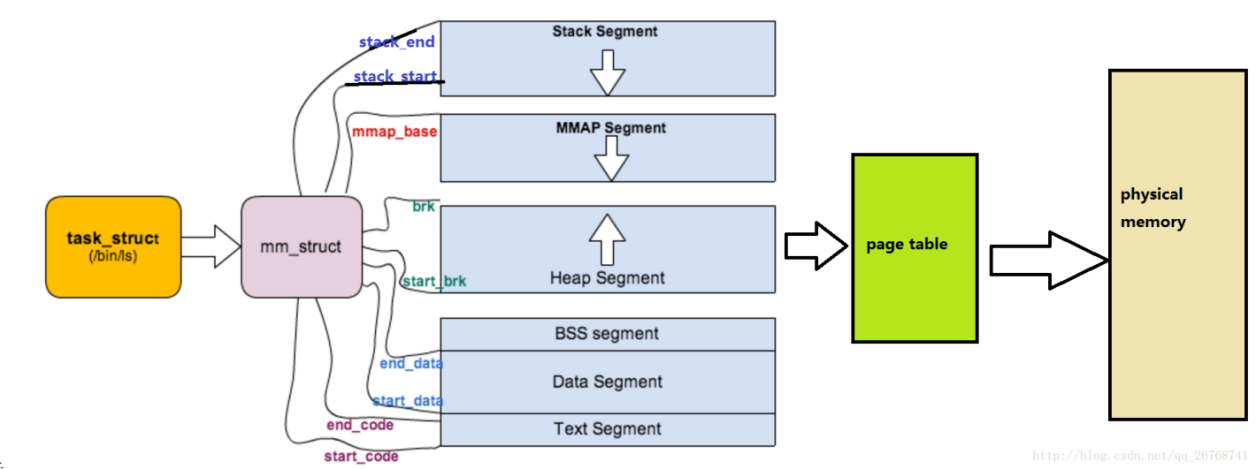 stack_end
Stack Segment
stack_start
mmap_base
MMAP Segment
brk
task_struct
(/bin/ls)
mm_struct
page table
physical
memory
start_brk
Heap Segment
BSS segment
end_data
Data Segment
start_data
end_code
Text Segment
start_code
http://blog.csdn.net/qq_26768741